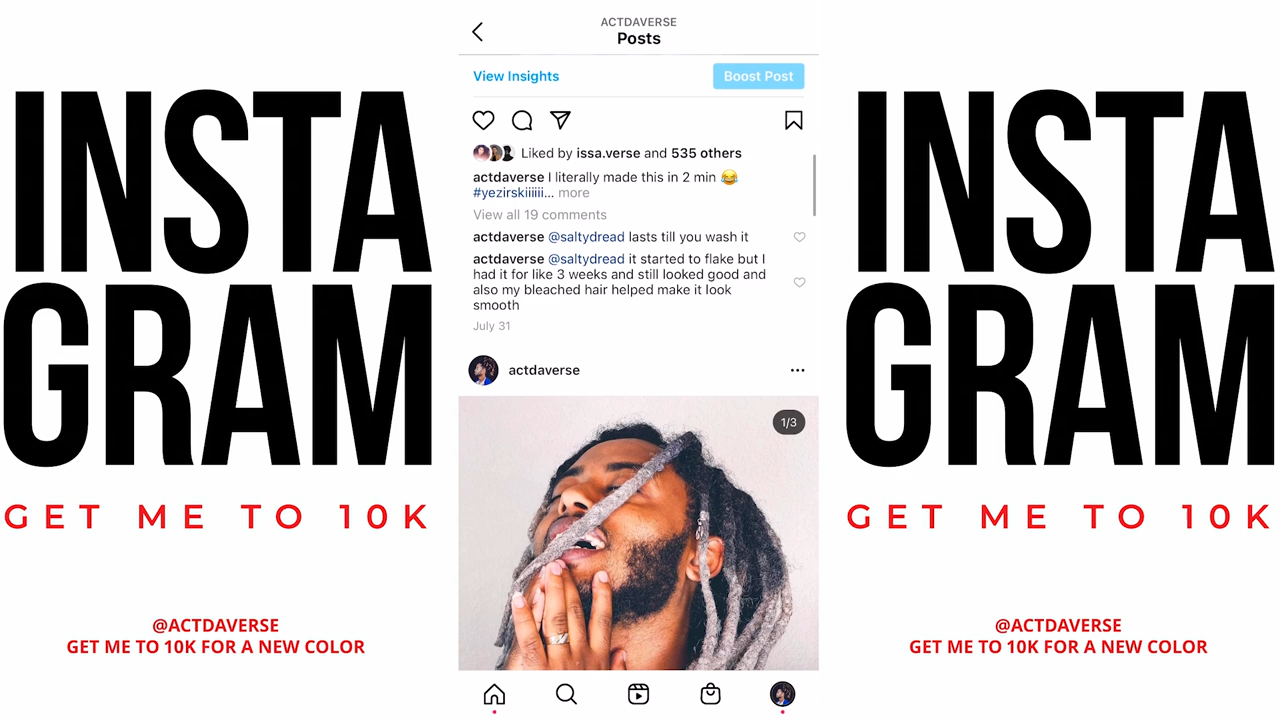 INSTA
GRAM
GET ME TO 10K
@ACTDAVERSE
GET ME TO 10K FOR A NEW COLOR
ACTDAVERSE
Posts
View Insights
Boost Post
Liked by issa.verse and 535 others
actdaverse I literally made this in 2 min 😂
#yezirskiiiiii... more
View all 19 comments
actdaverse @saltydread lasts till you wash it
actdaverse @saltydread it started to flake but I
had it for like 3 weeks and still looked good and
also my bleached hair helped make it look
smooth
July 31
actdaverse
1/3
INSTA
GRAM
GET ME TO 10K
@ACTDAVERSE
GET ME TO 10K FOR A NEW COLOR